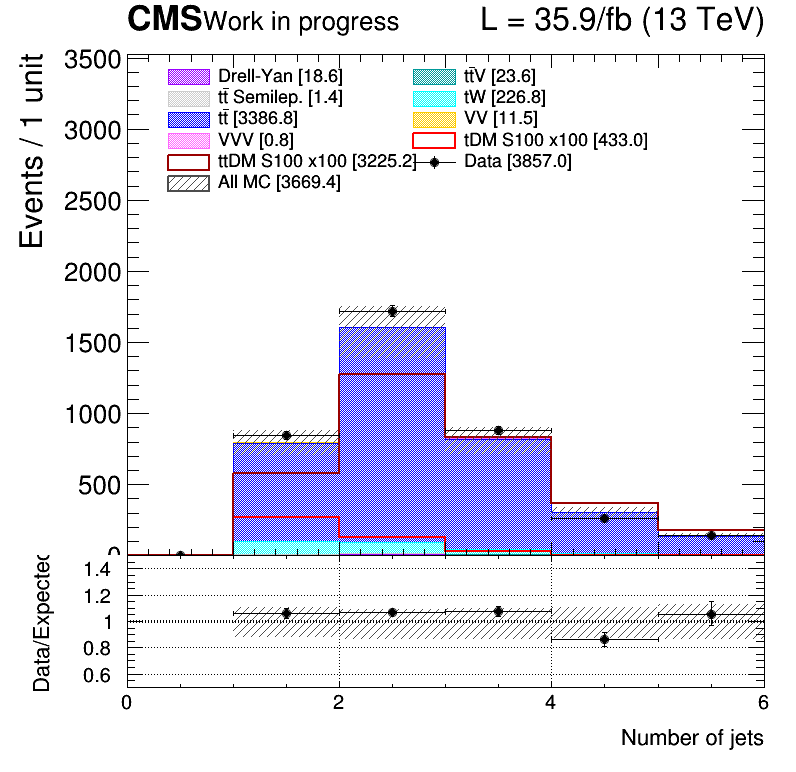 CMS Work in progress L = 35.9/fb (13 TeV)
Events / 1 unit
3500
3000
2500
2000
1500
1000
500
0
Drell-Yan [18.6] tt̄V [23.6]
tt̄ Semilep. [1.4] tW [226.8]
tt̄ [3386.8] VV [11.5]
VVV [0.8] tDM S100 x100 [433.0]
ttDM S100 x100 [3225.2] Data [3857.0]
All MC [3669.4]
Data/Expected
1.4
1.2
1
0.8
0.6
0 2 4 6
Number of jets